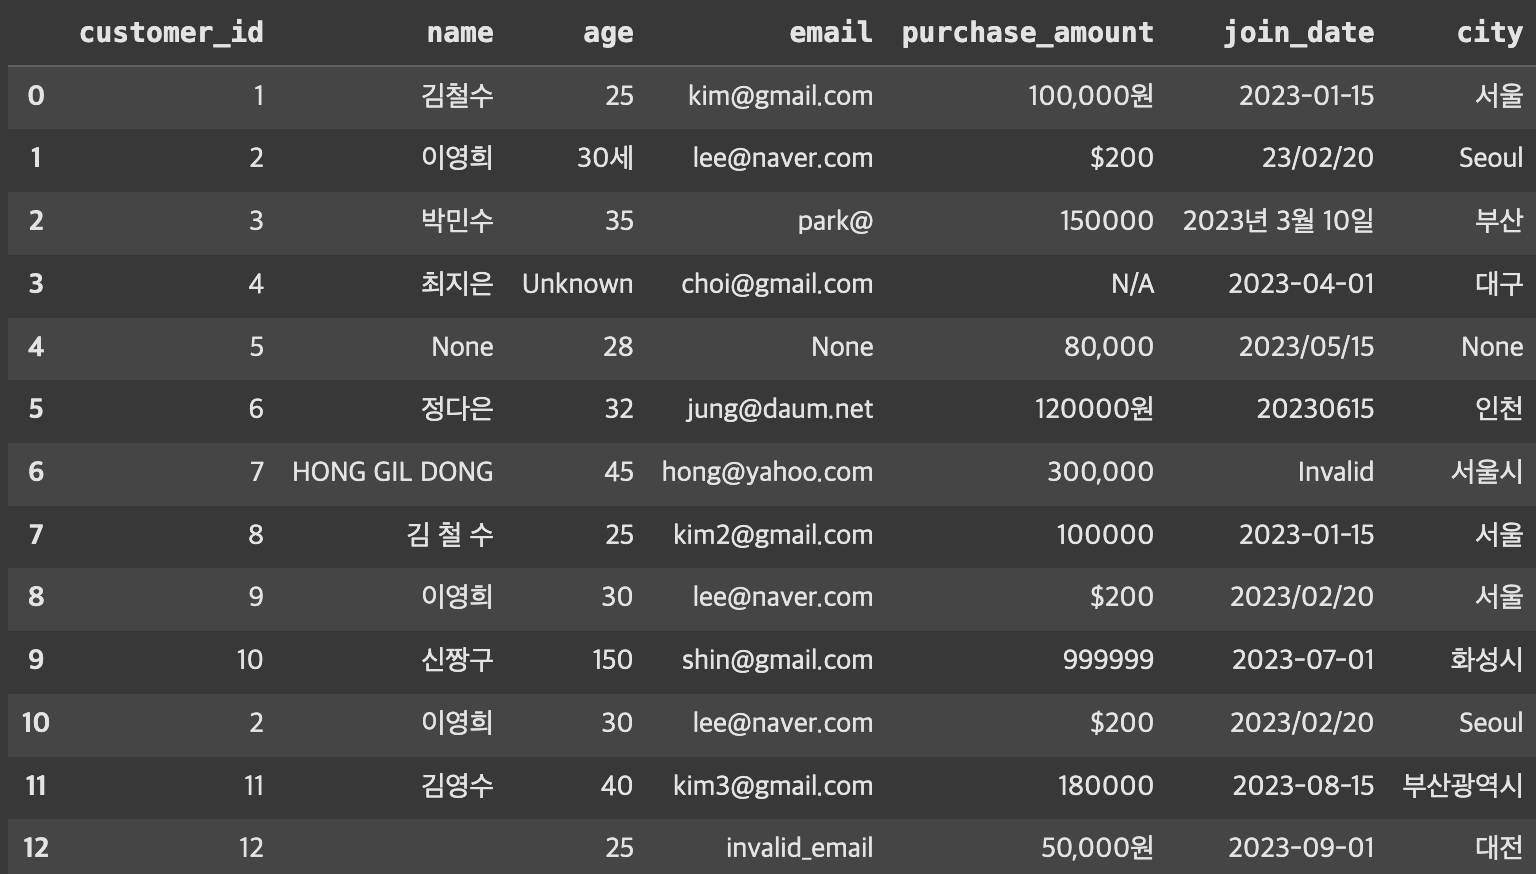 customer_id name age email purchase_amount join_date city
0 1 김철수 25 kim@gmail.com 100,000원 2023-01-15 서울
1 2 이영희 30세 lee@naver.com $200 23/02/20 Seoul
2 3 박민수 35 park@ 150000 2023년 3월 10일 부산
3 4 최지은 Unknown choi@gmail.com N/A 2023-04-01 대구
4 5 None 28 None 80,000 2023/05/15 None
5 6 정다은 32 jung@daum.net 120000원 20230615 인천
6 7 HONG GIL DONG 45 hong@yahoo.com 300,000 Invalid 서울시
7 8 김 철 수 25 kim2@gmail.com 100000 2023-01-15 서울
8 9 이영희 30 lee@naver.com $200 2023/02/20 서울
9 10 신짱구 150 shin@gmail.com 999999 2023-07-01 화성시
10 2 이영희 30 lee@naver.com $200 2023/02/20 Seoul
11 11 김영수 40 kim3@gmail.com 180000 2023-08-15 부산광역시
12 12 25 invalid_email 50,000원 2023-09-01 대전